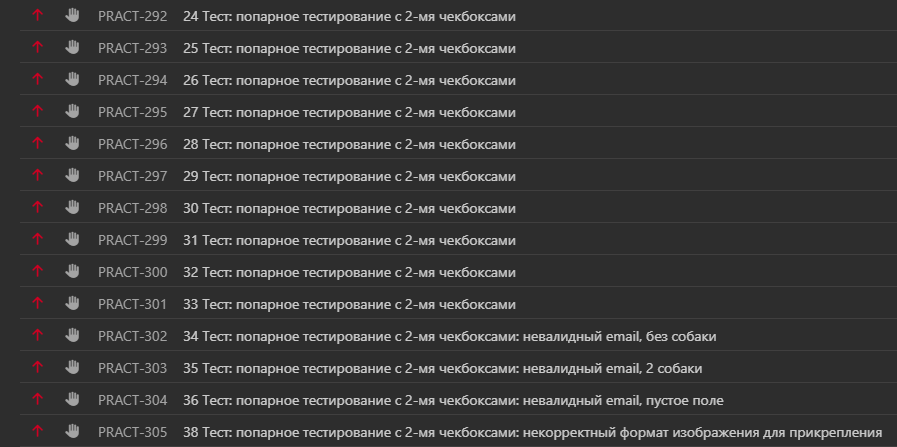 PRACT-292 24 Тест: попарное тестирование с 2-мя чекбоксами
PRACT-293 25 Тест: попарное тестирование с 2-мя чекбоксами
PRACT-294 26 Тест: попарное тестирование с 2-мя чекбоксами
PRACT-295 27 Тест: попарное тестирование с 2-мя чекбоксами
PRACT-296 28 Тест: попарное тестирование с 2-мя чекбоксами
PRACT-297 29 Тест: попарное тестирование с 2-мя чекбоксами
PRACT-298 30 Тест: попарное тестирование с 2-мя чекбоксами
PRACT-299 31 Тест: попарное тестирование с 2-мя чекбоксами
PRACT-300 32 Тест: попарное тестирование с 2-мя чекбоксами
PRACT-301 33 Тест: попарное тестирование с 2-мя чекбоксами
PRACT-302 34 Тест: попарное тестирование с 2-мя чекбоксами: невалидный email, без собаки
PRACT-303 35 Тест: попарное тестирование с 2-мя чекбоксами: невалидный email, 2 собаки
PRACT-304 36 Тест: попарное тестирование с 2-мя чекбоксами: невалидный email, пустое поле
PRACT-305 38 Тест: попарное тестирование с 2-мя чекбоксами: некорректный формат изображения для прикрепления